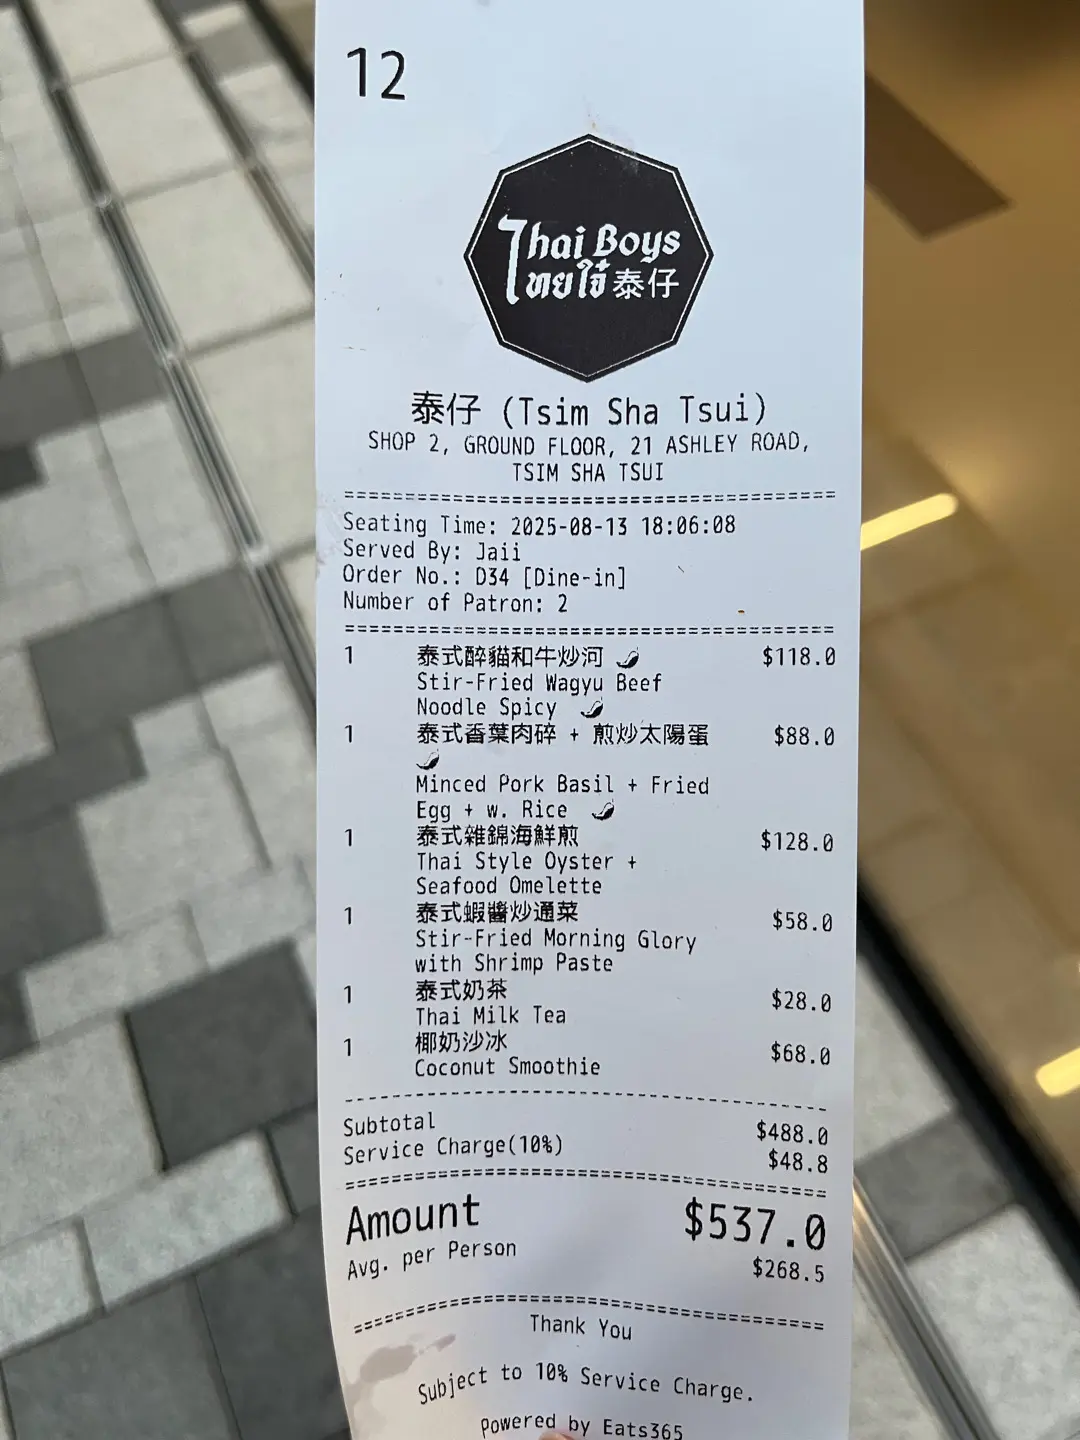 12
Thai Boys
ไทยใจ๋ 泰仔
泰仔 (Tsim Sha Tsui)
SHOP 2, GROUND FLOOR, 21 ASHLEY ROAD,
TSIM SHA TSUI
Seating Time: 2025-08-13 18:06:08
Served By: Jaii
Order No.: D34 [Dine-in]
Number of Patron: 2
1 泰式醉貓和牛炒河 $118.0
Stir-Fried Wagyu Beef
Noodle Spicy
1 泰式香葉肉碎 + 煎炒太陽蛋 $88.0
Minced Pork Basil + Fried
Egg + w. Rice
1 泰式雜錦海鮮煎 $128.0
Thai Style Oyster +
Seafood Omelette
1 泰式蝦醬炒通菜 $58.0
Stir-Fried Morning Glory
with Shrimp Paste
1 泰式奶茶 $28.0
Thai Milk Tea
1 椰奶沙冰 $68.0
Coconut Smoothie
Subtotal $488.0
Service Charge(10%) $48.8
Amount $537.0
Avg. per Person $268.5
Thank You
Subject to 10% Service Charge.
Powered by Eats365